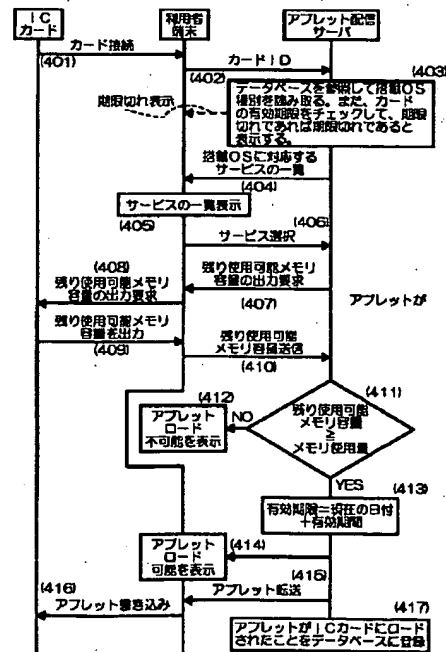 ICカード
利用者端末
アプレット配信サーバ
カード接続
(401)
カードID
(402)
(403)
データベースを参照して搭載OS
種別を読み取る。また、カード
の有効期限をチェックして、期限
切れであれば期限切れであると
表示する。
期限切れ表示
搭載OSに対応する
サービスの一覧
(404)
サービスの一覧表示
(405)
(406)
サービス選択
(408)
残り使用可能メモリ
容量の出力要求
残り使用可能メモリ
容量の出力要求
(407)
アプレットが
残り使用可能メモリ
容量を出力
(409)
残り使用可能
メモリ容量送信
(410)
(411)
残り使用可能
メモリ容量
≧
メモリ使用量
(412)
NO
アプレット
ロード
不可能を表示
YES
(413)
有効期限=現在の日付
+有効期間
アプレット
ロード
可能を表示
(414)
(415)
アプレット転送
(416)
アプレット書き込み
(417)
アプレットがICカードにロード
されたことをデータベースに登録